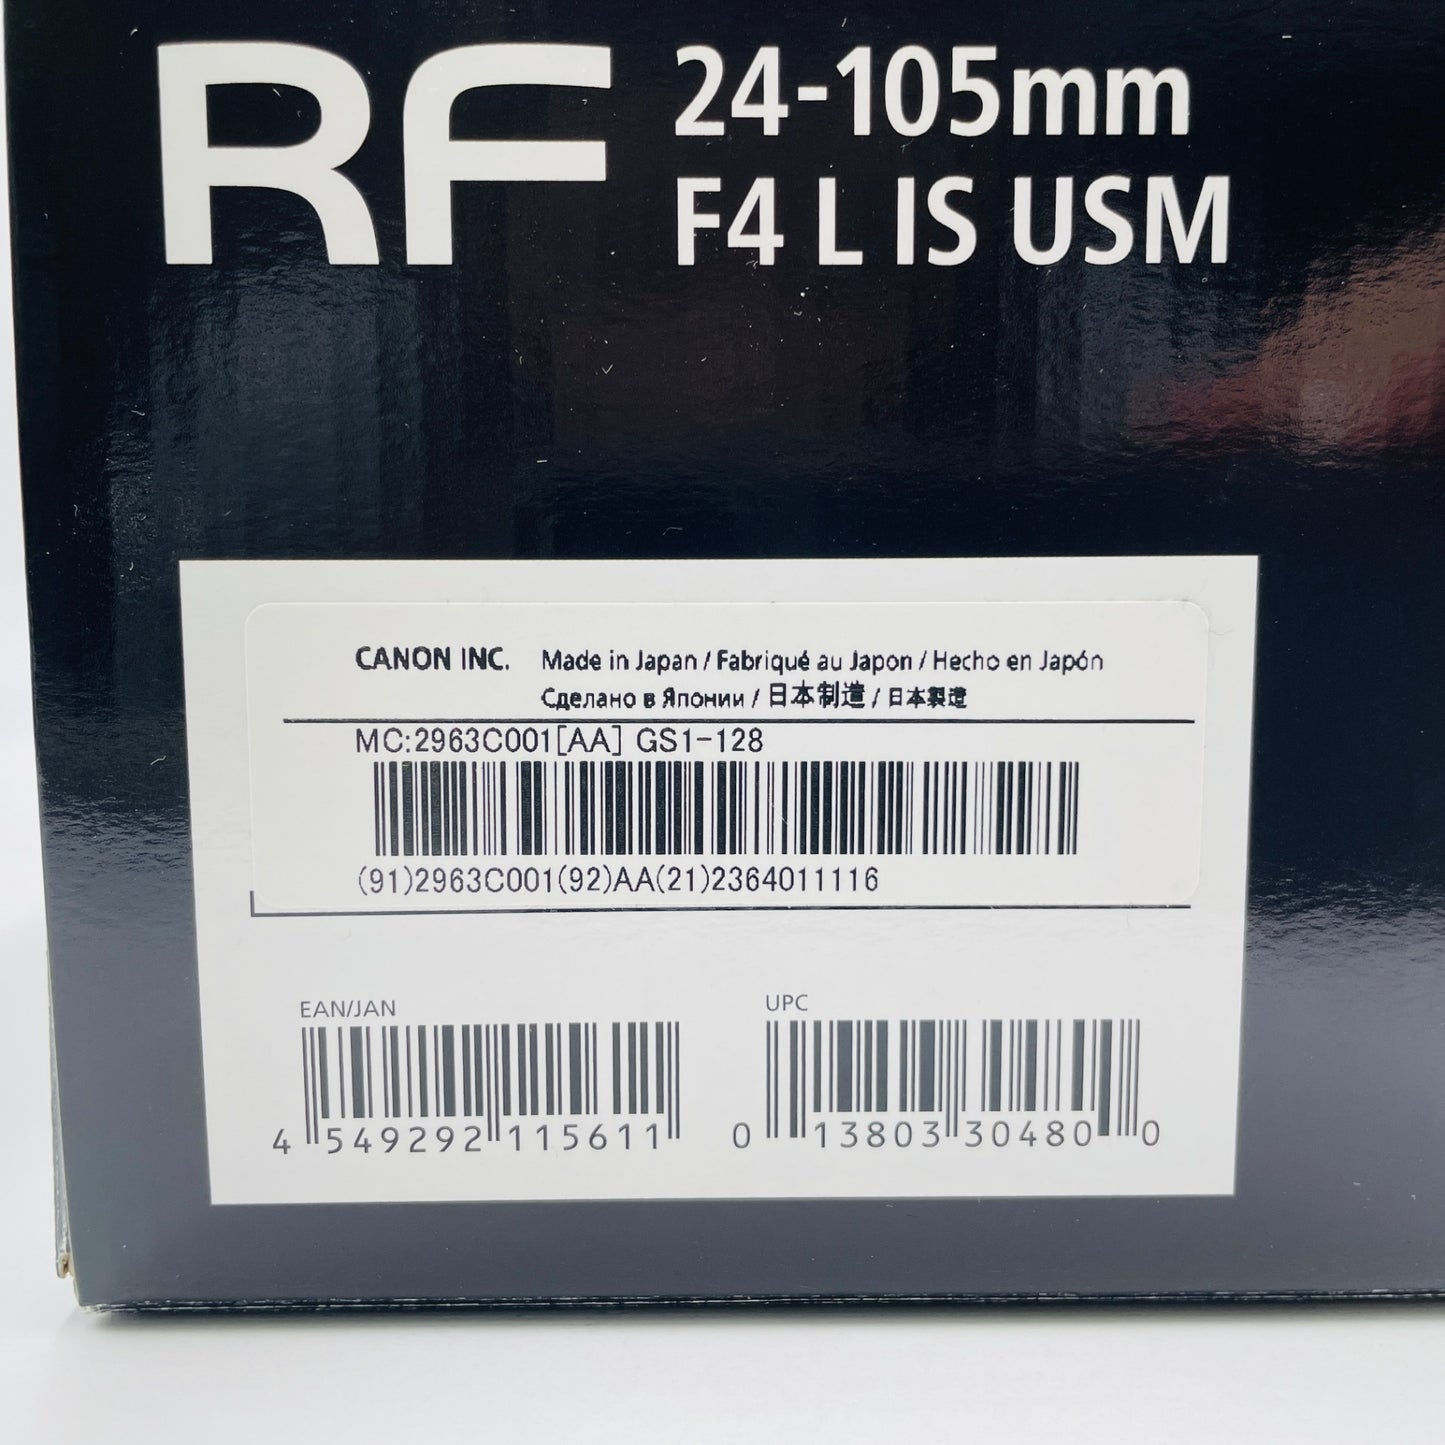 RF 24-105mm
F4 L IS USM
CANON INC. Made in Japan / Fabriqué au Japon / Hecho en Japón
Сделано в Японии / 日本制造 / 日本製造
MC:2963C001[AA] GS1-128
(91)2963C001(92)AA(21)2364011116
EAN/JAN
4 549292 115611
UPC
0 13803 30480 0